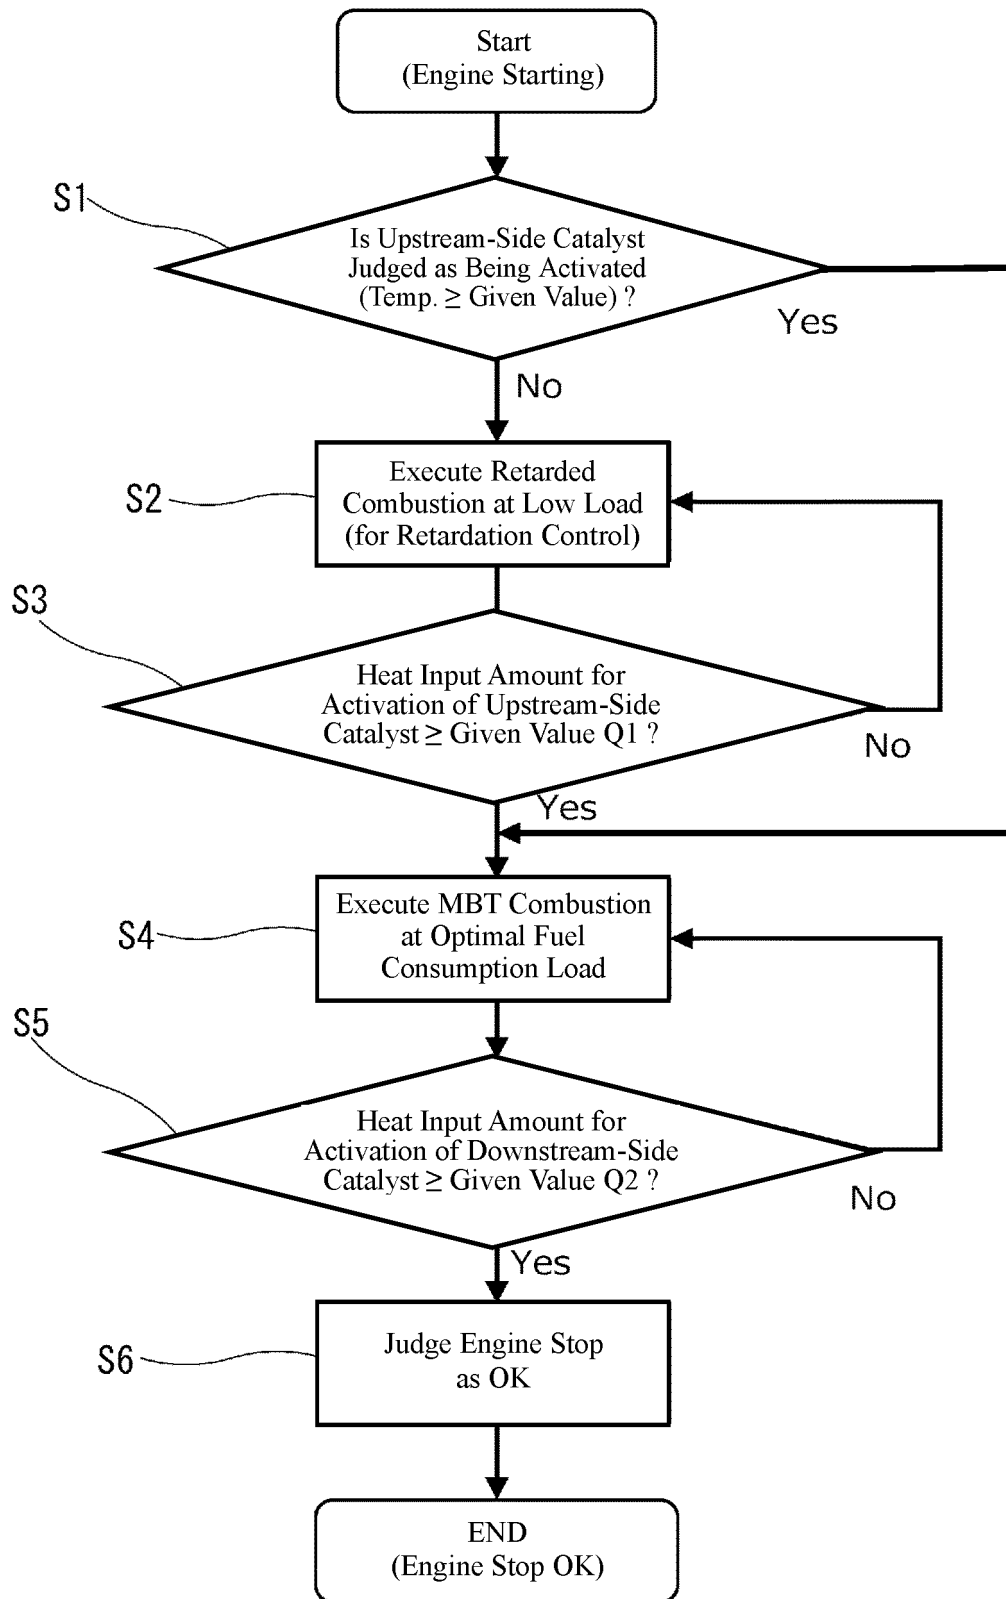 Start
(Engine Starting)
S1
Is Upstream-Side Catalyst
Judged as Being Activated
(Temp. ≥ Given Value) ?
Yes
No
S2
Execute Retarded
Combustion at Low Load
(for Retardation Control)
S3
Heat Input Amount for
Activation of Upstream-Side
Catalyst ≥ Given Value Q1 ?
No
Yes
S4
Execute MBT Combustion
at Optimal Fuel
Consumption Load
S5
Heat Input Amount for
Activation of Downstream-Side
Catalyst ≥ Given Value Q2 ?
No
Yes
S6
Judge Engine Stop
as OK
END
(Engine Stop OK)